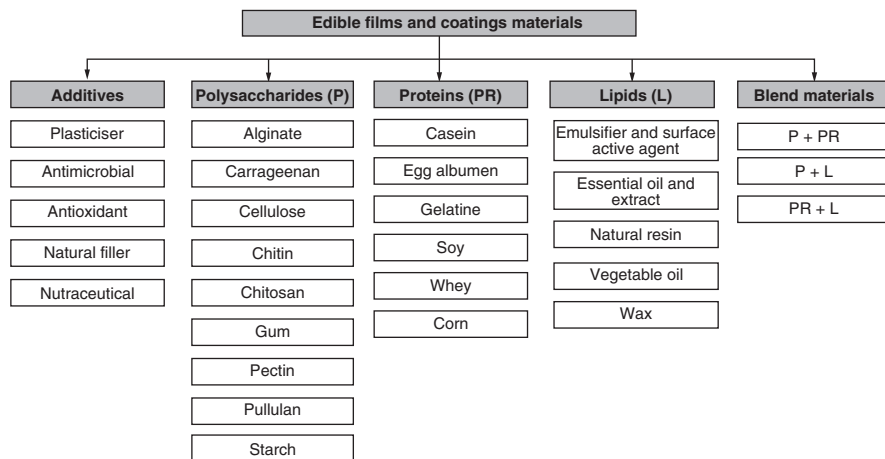 Edible films and coatings materials
Additives
Plasticiser
Antimicrobial
Antioxidant
Natural filler
Nutraceutical
Polysaccharides (P)
Alginate
Carrageenan
Cellulose
Chitin
Chitosan
Gum
Pectin
Pullulan
Starch
Proteins (PR)
Casein
Egg albumen
Gelatine
Soy
Whey
Corn
Lipids (L)
Emulsifier and surface
active agent
Essential oil and
extract
Natural resin
Vegetable oil
Wax
Blend materials
P + PR
P + L
PR + L